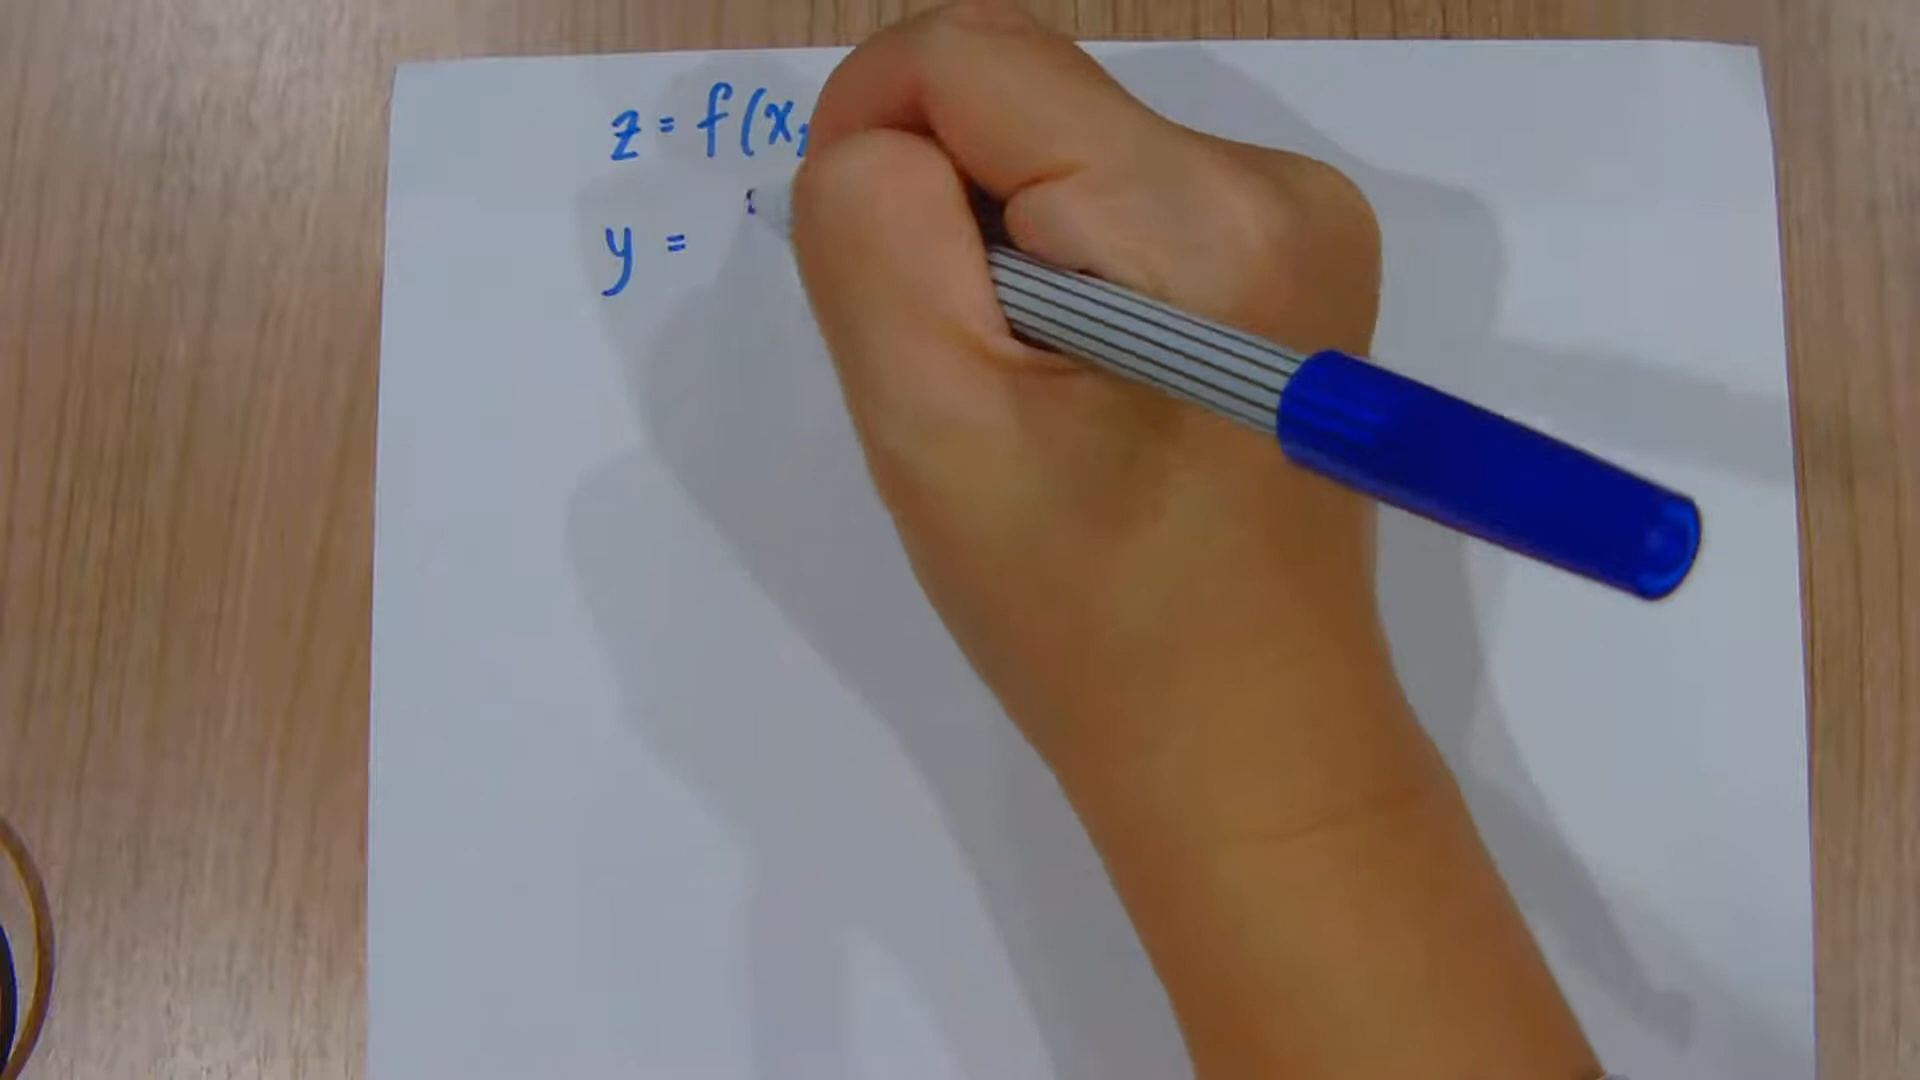 z = f(x,
y =